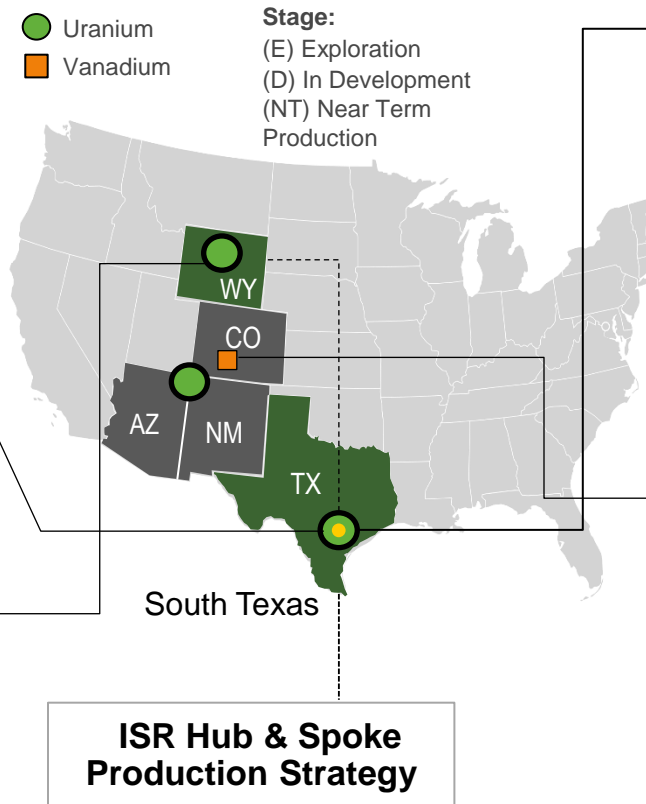 Uranium
Vanadium
Stage:
(E) Exploration
(D) In Development
(NT) Near Term
Production
WY
CO
AZ
NM
TX
South Texas
ISR Hub & Spoke
Production Strategy